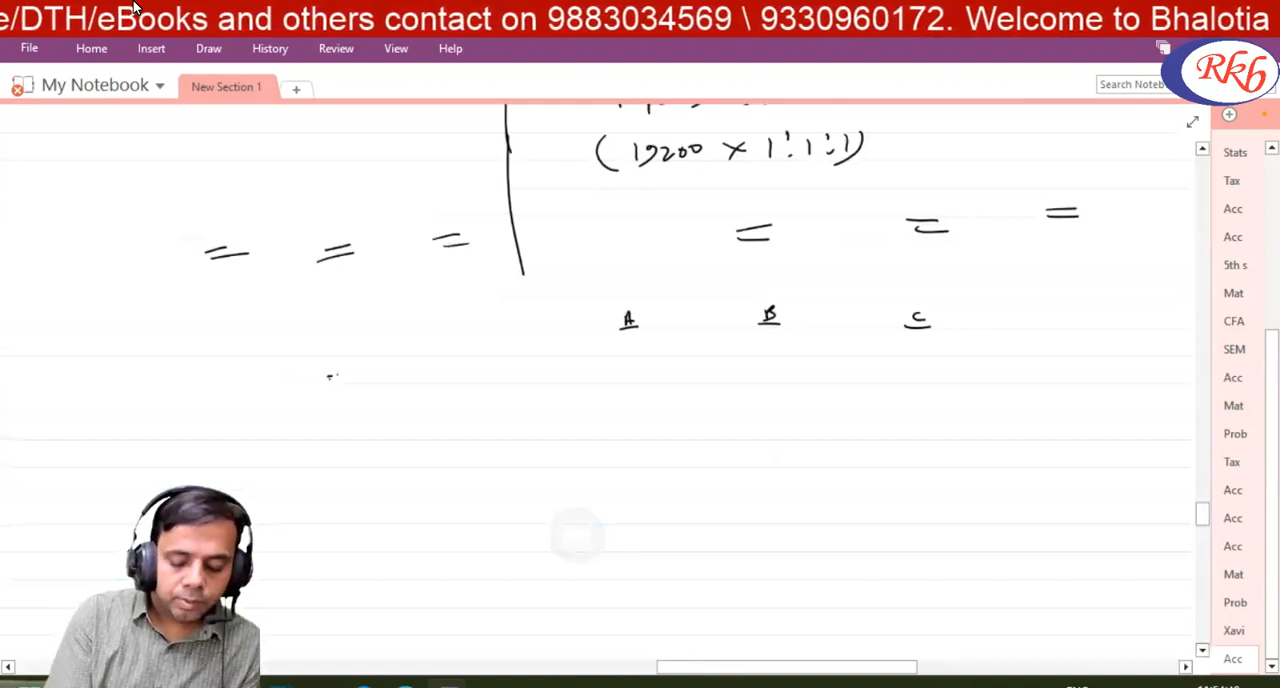 e/DTH/eBooks and others contact on 9883034569 \ 9330960172. Welcome to Bhalotia
File Home Insert Draw History Review View Help
Rkb
My Notebook
New Section 1
+
Search Noteb
(19200 × 1:1:1)
= = = = = =
A B C
Stats
Tax
Acc
Acc
5th s
Mat
CFA
SEM
Acc
Mat
Prob
Tax
Acc
Acc
Acc
Mat
Prob
Xavi
Acc